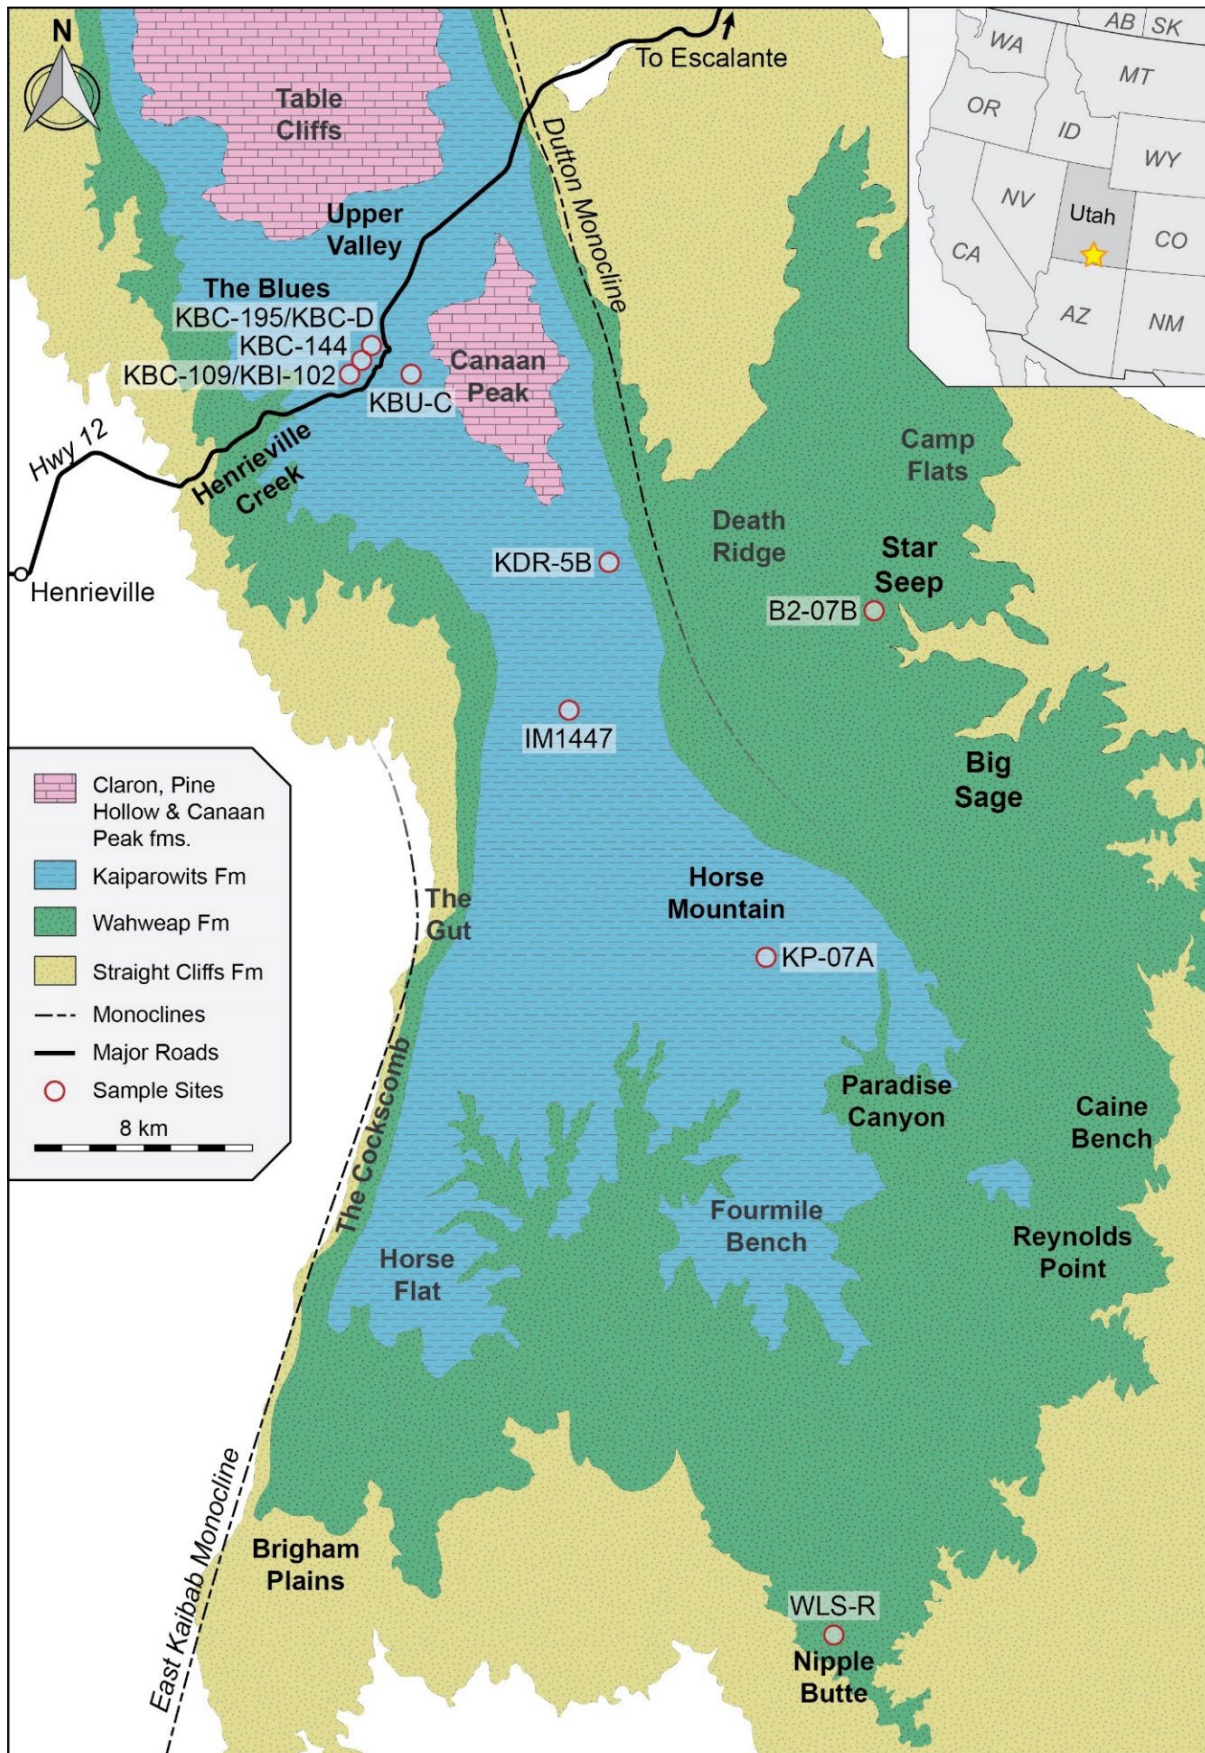 N
To Escalante
Table
Cliffs
Dutton Monocline
Upper
Valley
The Blues
KBC-195/KBC-D
KBC-144
KBC-109/KBI-102
KBU-C
Canaan
Peak
Hwy 12
Henrieville
Creek
Henrieville
WA
OR
CA
NV
ID
MT
WY
Utah
CO
AZ
NM
AB
SK
Camp
Flats
Death
Ridge
Star
Seep
KDR-5B
B2-07B
IM1447
Big
Sage
Claron, Pine
Hollow & Canaan
Peak fms.
Kaiparowits Fm
Wahweap Fm
Straight Cliffs Fm
Monoclines
Major Roads
Sample Sites
8 km
The
Gut
Horse
Mountain
KP-07A
The Cockscomb
Paradise
Canyon
Caine
Bench
Fourmile
Bench
Reynolds
Point
Horse
Flat
East Kaibab Monocline
Brigham
Plains
WLS-R
Nipple
Butte